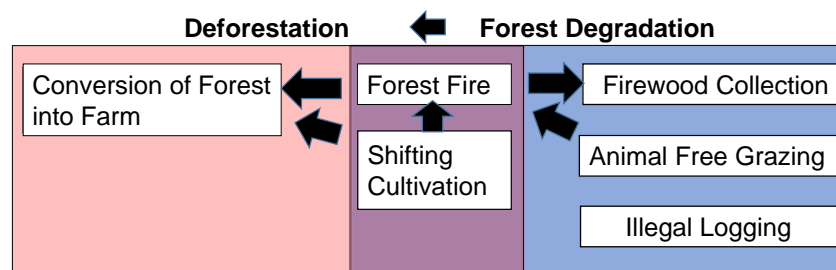 Deforestation
Forest Degradation
Conversion of Forest
into Farm
Forest Fire
Shifting
Cultivation
Firewood Collection
Animal Free Grazing
Illegal Logging